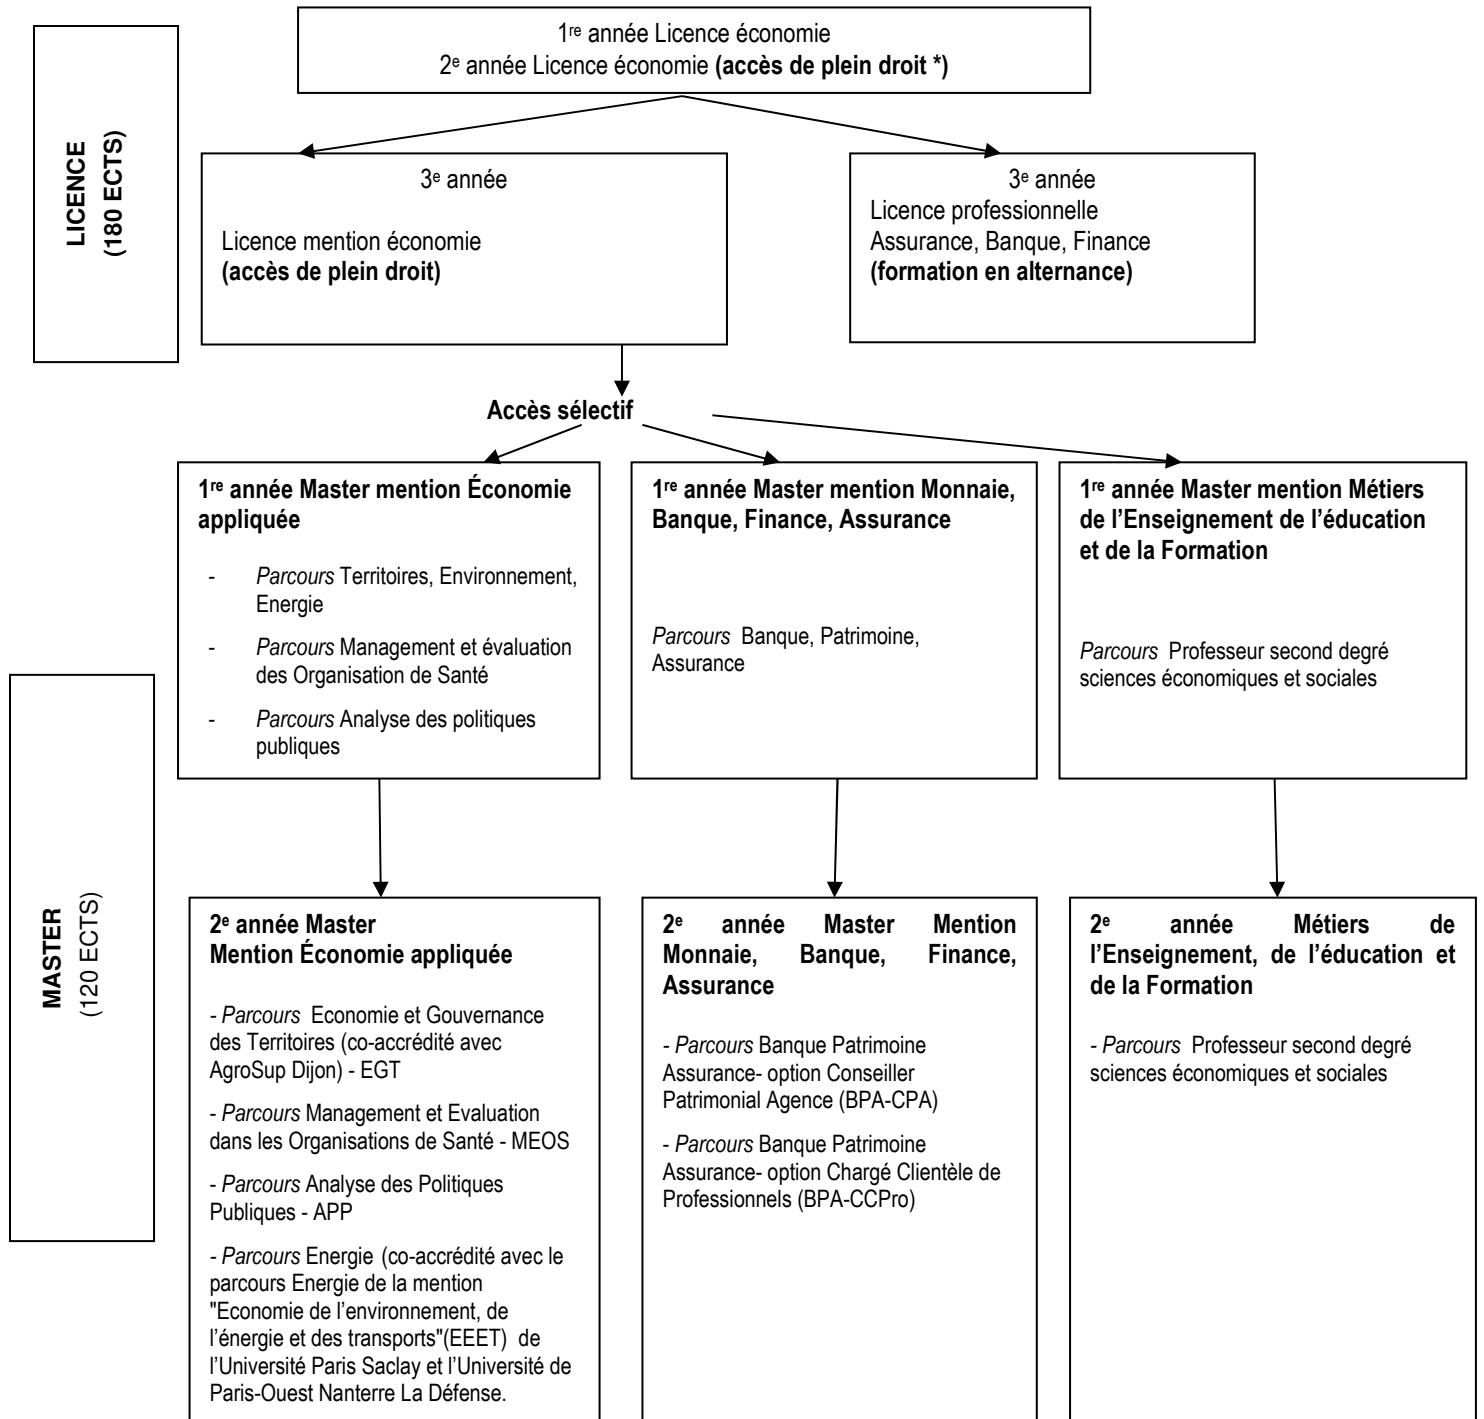 1re année Licence économie
2e année Licence économie (accès de plein droit *)
LICENCE
(180 ECTS)
3e année
Licence mention économie
(accès de plein droit)
3e année
Licence professionnelle
Assurance, Banque, Finance
(formation en alternance)
Accès sélectif
1re année Master mention Économie
appliquée
- Parcours Territoires, Environnement,
Energie
- Parcours Management et évaluation
des Organisation de Santé
- Parcours Analyse des politiques
publiques
1re année Master mention Monnaie,
Banque, Finance, Assurance
Parcours Banque, Patrimoine,
Assurance
1re année Master mention Métiers
de l’Enseignement de l’éducation
et de la Formation
Parcours Professeur second degré
sciences économiques et sociales
MASTER
(120 ECTS)
2e année Master
Mention Économie appliquée
- Parcours Economie et Gouvernance
des Territoires (co-accrédité avec
AgroSup Dijon) - EGT
- Parcours Management et Evaluation
dans les Organisations de Santé - MEOS
- Parcours Analyse des Politiques
Publiques - APP
- Parcours Energie (co-accrédité avec le
parcours Energie de la mention
"Economie de l’environnement, de
l’énergie et des transports"(EEET) de
l’Université Paris Saclay et l’Université de
Paris-Ouest Nanterre La Défense.
2e année Master Mention
Monnaie, Banque, Finance,
Assurance
- Parcours Banque Patrimoine
Assurance- option Conseiller
Patrimonial Agence (BPA-CPA)
- Parcours Banque Patrimoine
Assurance- option Chargé Clientèle de
Professionnels (BPA-CCPro)
2e année Métiers de
l’Enseignement, de l’éducation et
de la Formation
- Parcours Professeur second degré
sciences économiques et sociales